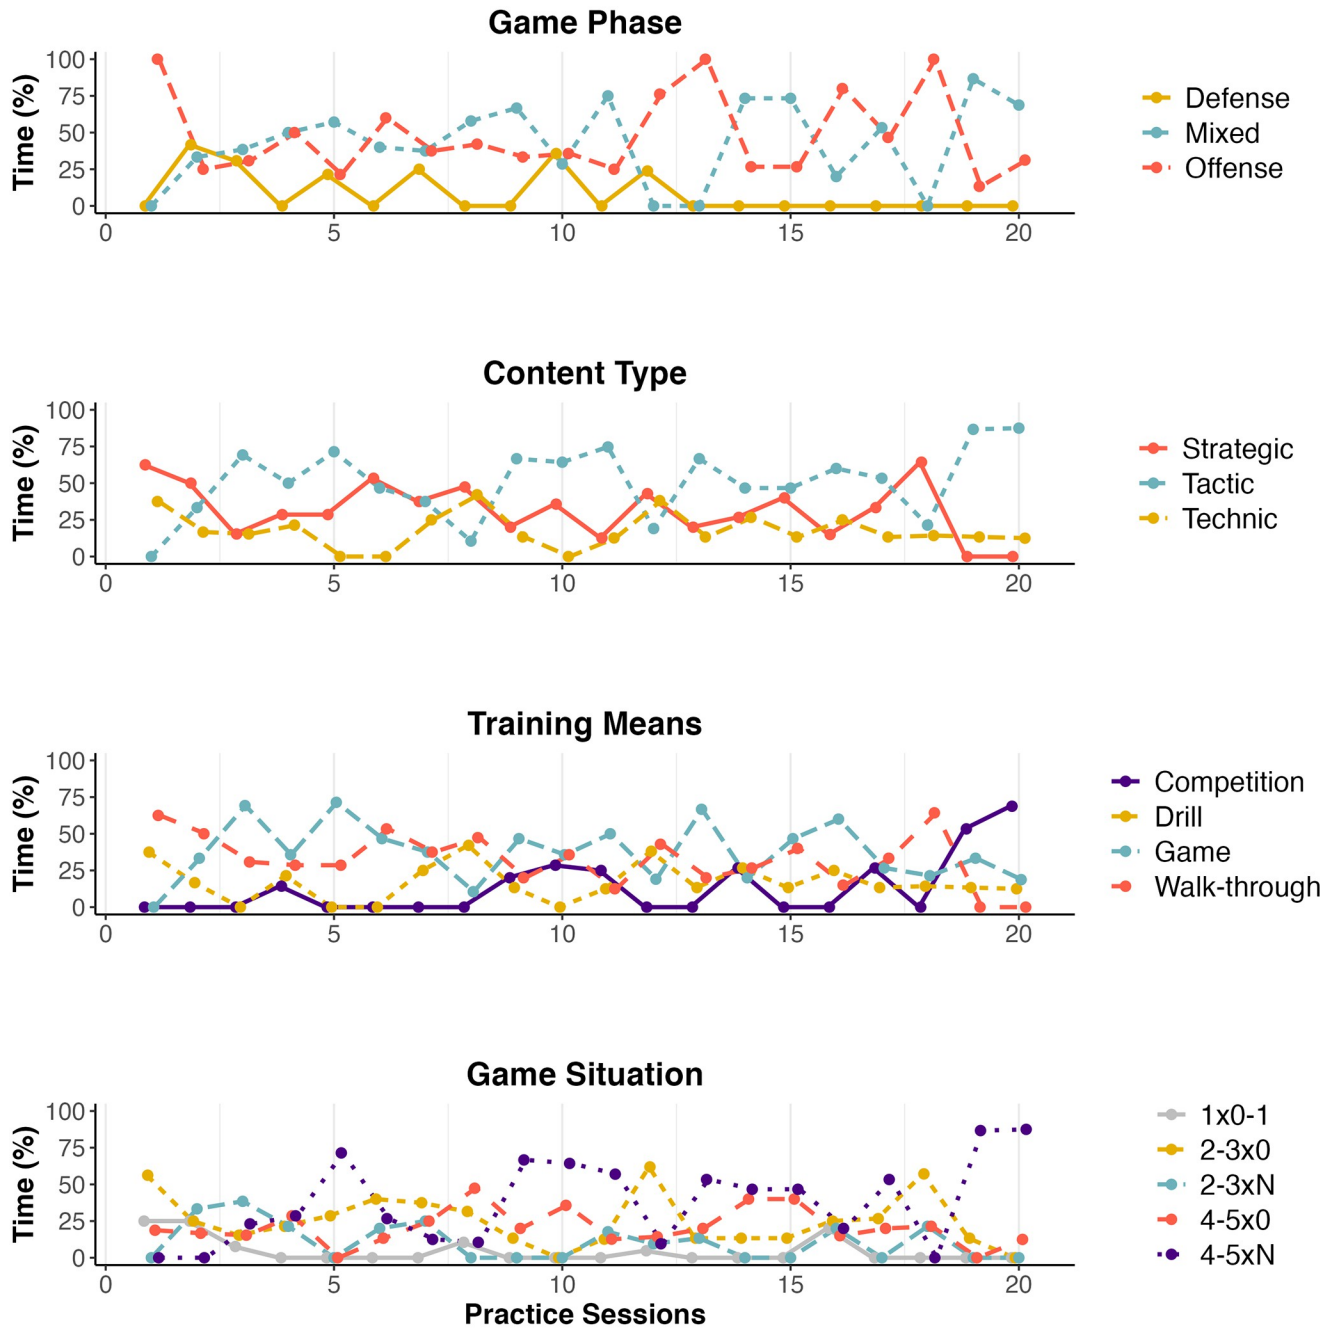 Game Phase
Time (%)
100
75
50
25
0
0 5 10 15 20
Defense
Mixed
Offense
Content Type
Time (%)
100
75
50
25
0
0 5 10 15 20
Strategic
Tactic
Technic
Training Means
Time (%)
100
75
50
25
0
0 5 10 15 20
Competition
Drill
Game
Walk-through
Game Situation
Time (%)
100
75
50
25
0
0 5 10 15 20
Practice Sessions
1x0-1
2-3x0
2-3xN
4-5x0
4-5xN